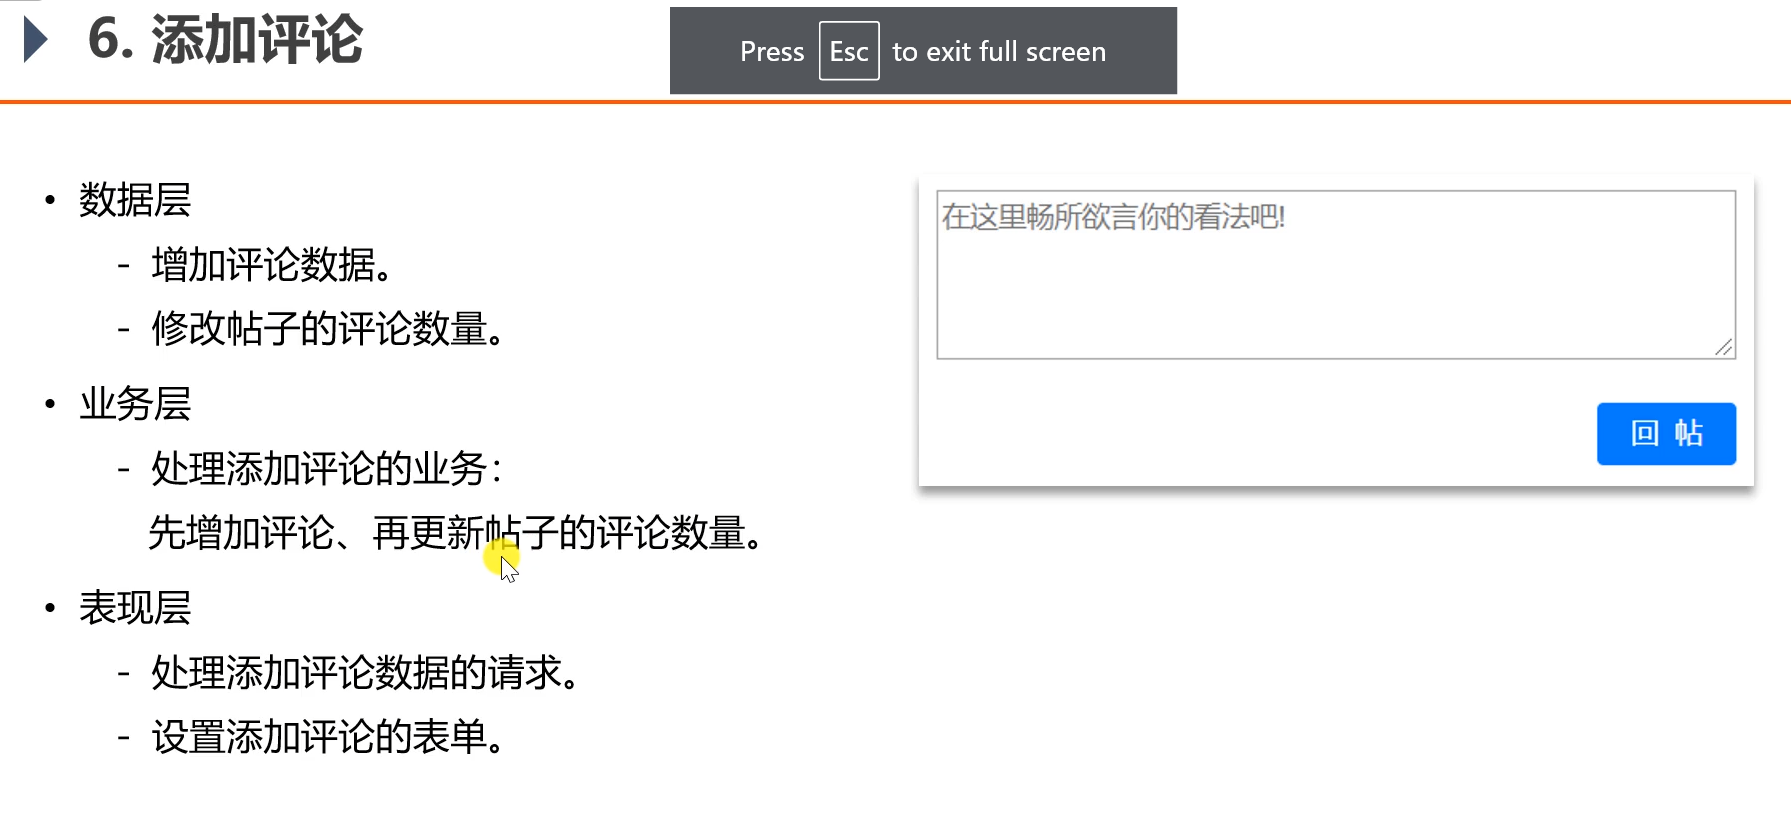 6. 添加评论
Press Esc to exit full screen
• 数据层
- 增加评论数据。
- 修改帖子的评论数量。
• 业务层
- 处理添加评论的业务：
先增加评论、再更新帖子的评论数量。
• 表现层
- 处理添加评论数据的请求。
- 设置添加评论的表单。
在这里畅所欲言你的看法吧!
回 帖